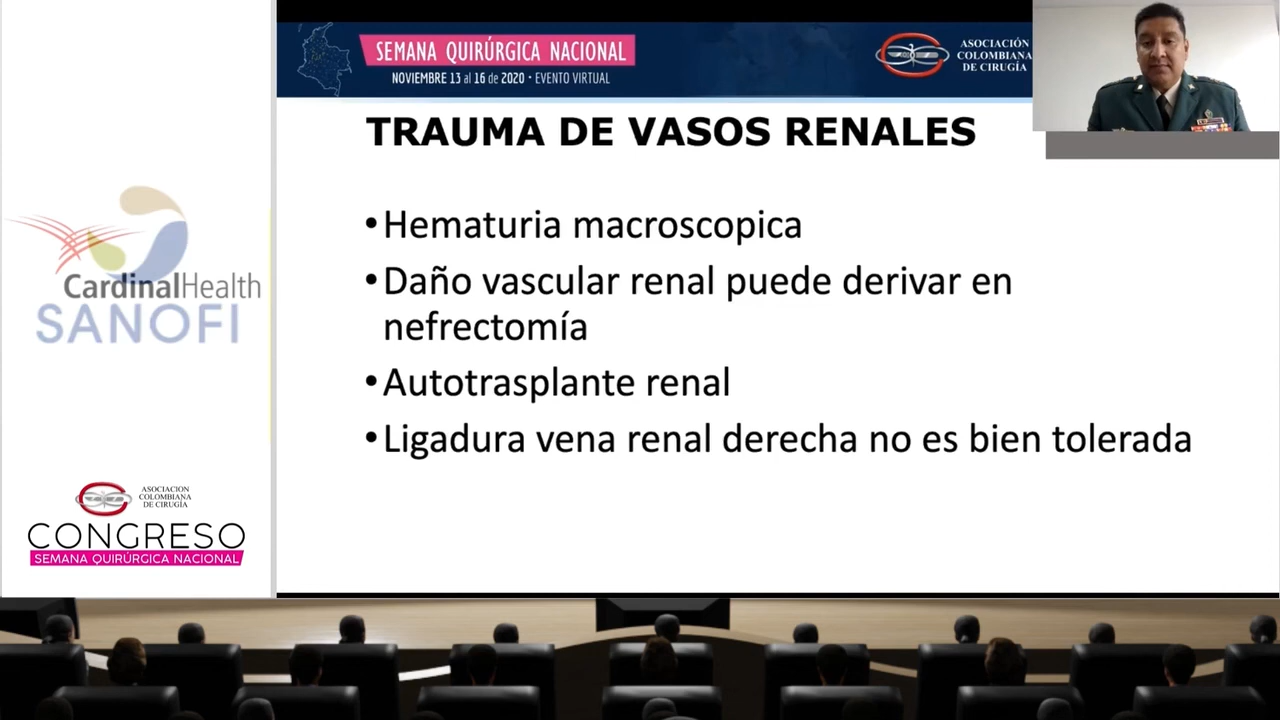 SEMANA QUIRÚRGICA NACIONAL
NOVIEMBRE 13 al 16 de 2020 • EVENTO VIRTUAL
ASOCIACIÓN
COLOMBIANA
DE CIRUGÍA
TRAUMA DE VASOS RENALES
•Hematuria macroscopica
•Daño vascular renal puede derivar en
nefrectomía
•Autotrasplante renal
•Ligadura vena renal derecha no es bien tolerada
CardinalHealth
SANOFI
ASOCIACION
COLOMBIANA
DE CIRUGÍA
CONGRESO
SEMANA QUIRÚRGICA NACIONAL